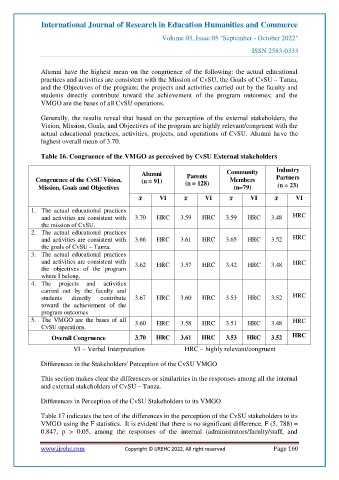 International Journal of Research in Education Humanities and Commerce
Volume 03, Issue 05 "September - October 2022"
ISSN 2583-0333
Alumni have the highest mean on the congruence of the following: the actual educational
practices and activities are consistent with the Mission of CvSU, the Goals of CvSU – Tanza,
and the Objectives of the program; the projects and activities carried out by the faculty and
students directly contribute toward the achievement of the program outcomes; and the
VMGO are the bases of all CvSU operations.
Generally, the results reveal that based on the perception of the external stakeholders, the
Vision, Mission, Goals, and Objectives of the program are highly relevant/congruent with the
actual educational practices, activities, projects, and operations of CvSU. Alumni have the
highest overall mean of 3.70.
Table 16. Congruence of the VMGO as perceived by CvSU External stakeholders
Congruence of the CvSU Vision, Mission, Goals and Objectives
Alumni (n = 91)
Parents (n = 128)
Community Members (n=79)
Industry Partners (n = 23)
x̄ VI x̄ VI x̄ VI x̄ VI
1. The actual educational practices
and activities are consistent with 3.70 HRC 3.59 HRC 3.59 HRC 3.48 HRC
the mission of CvSU.
2. The actual educational practices
and activities are consistent with 3.66 HRC 3.61 HRC 3.65 HRC 3.52 HRC
the goals of CvSU – Tanza.
3. The actual educational practices
and activities are consistent with
the objectives of the program 3.62 HRC 3.57 HRC 3.42 HRC 3.48 HRC
where I belong.
4. The projects and activities
carried out by the faculty and
students directly contribute 3.67 HRC 3.60 HRC 3.53 HRC 3.52 HRC
toward the achievement of the
program outcomes
5. The VMGO are the bases of all 3.60 HRC 3.58 HRC 3.51 HRC 3.48 HRC
CvSU operations.
Overall Congruence 3.70 HRC 3.61 HRC 3.53 HRC 3.52 HRC
VI – Verbal Interpretation HRC – highly relevant/congruent
Differences in the Stakeholders' Perception of the CvSU VMGO
This section makes clear the differences or similarities in the responses among all the internal
and external stakeholders of CvSU – Tanza.
Differences in Perception of the CvSU Stakeholders to its VMGO
Table 17 indicates the test of the differences in the perception of the CvSU stakeholders to its
VMGO using the F statistics. It is evident that there is no significant difference, F (5, 788) =
0.847, p > 0.05, among the responses of the internal (administrators/faculty/staff, and
www.ijrehc.com Copyright © IJREHC 2022, All right reserved Page 160